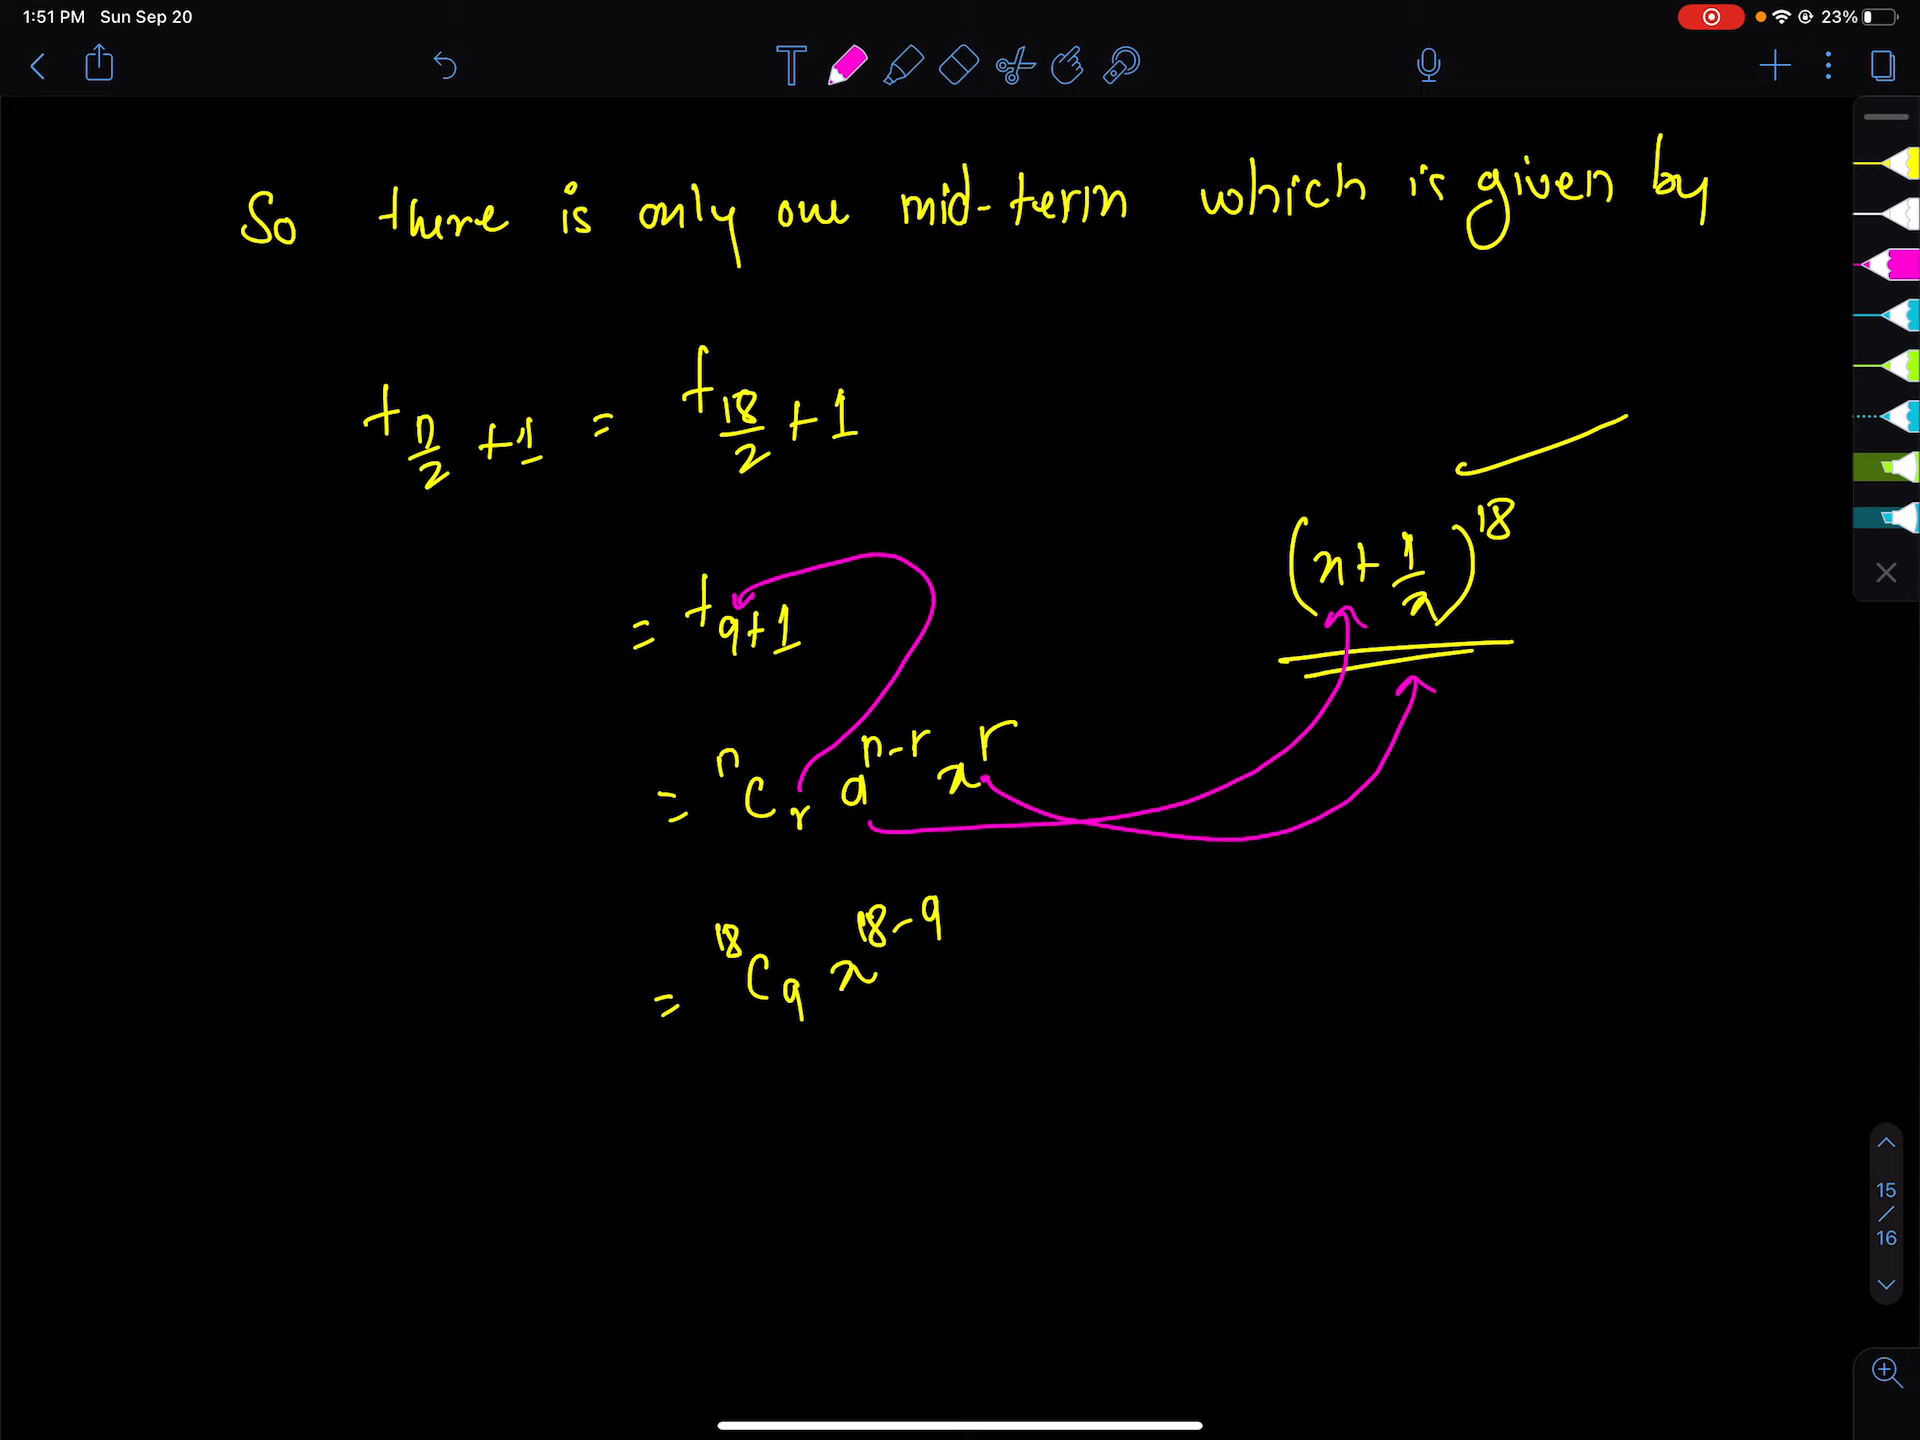 1:51 PM Sun Sep 20
23%
So there is only one mid-term which is given by
t n/2 + 1 = t 18/2 + 1
(x + 1/x)^18
= t 9+1
= ⁿCᵣ a^(n-r) x^r
= ¹⁸C₉ x^(18-9)
15
/
16